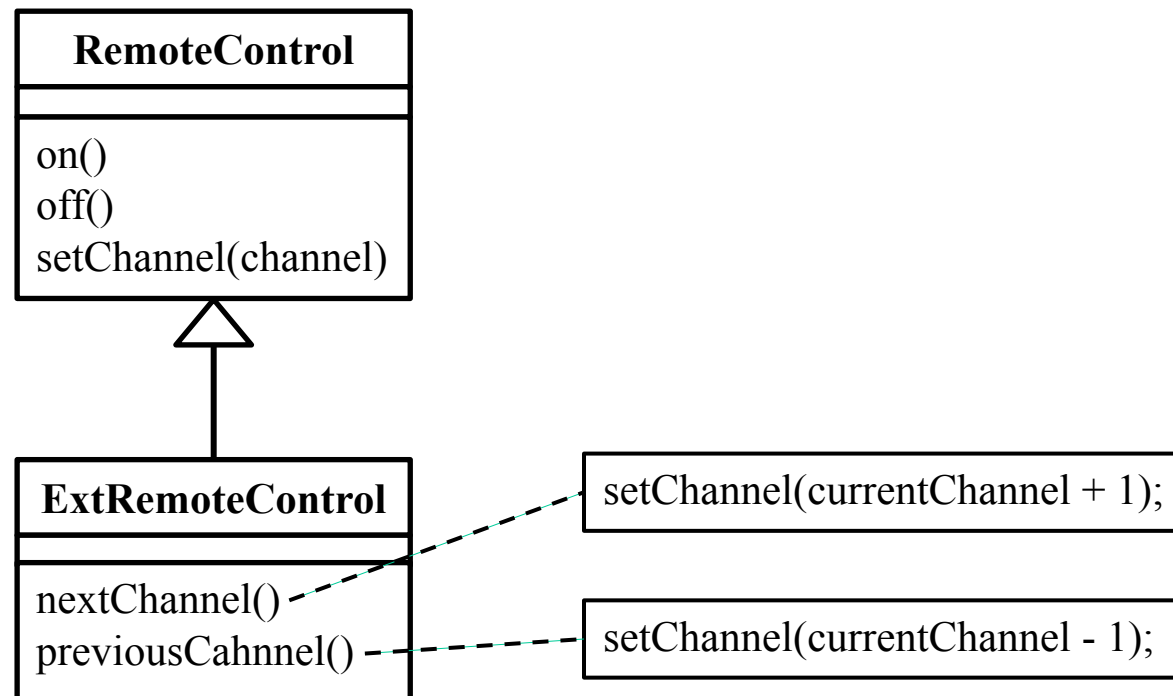 RemoteControl
on()
off()
setChannel(channel)
ExtRemoteControl
nextChannel()
previousCahnnel()
setChannel(currentChannel + 1);
setChannel(currentChannel - 1);